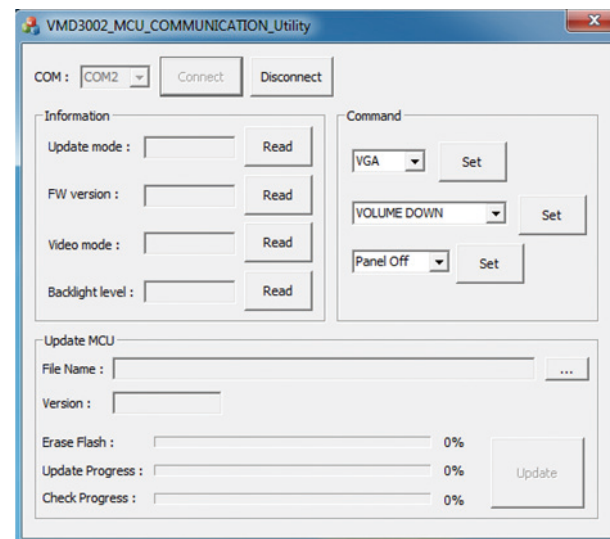 VMD3002_MCU_COMMUNICATION_Utility
COM : COM2 Connect Disconnect
Information
Update mode : Read
FW version : Read
Video mode : Read
Backlight level : Read
Command
VGA Set
VOLUME DOWN Set
Panel Off Set
Update MCU
File Name : ...
Version :
Erase Flash : 0%
Update Progress : 0%
Check Progress : 0%
Update